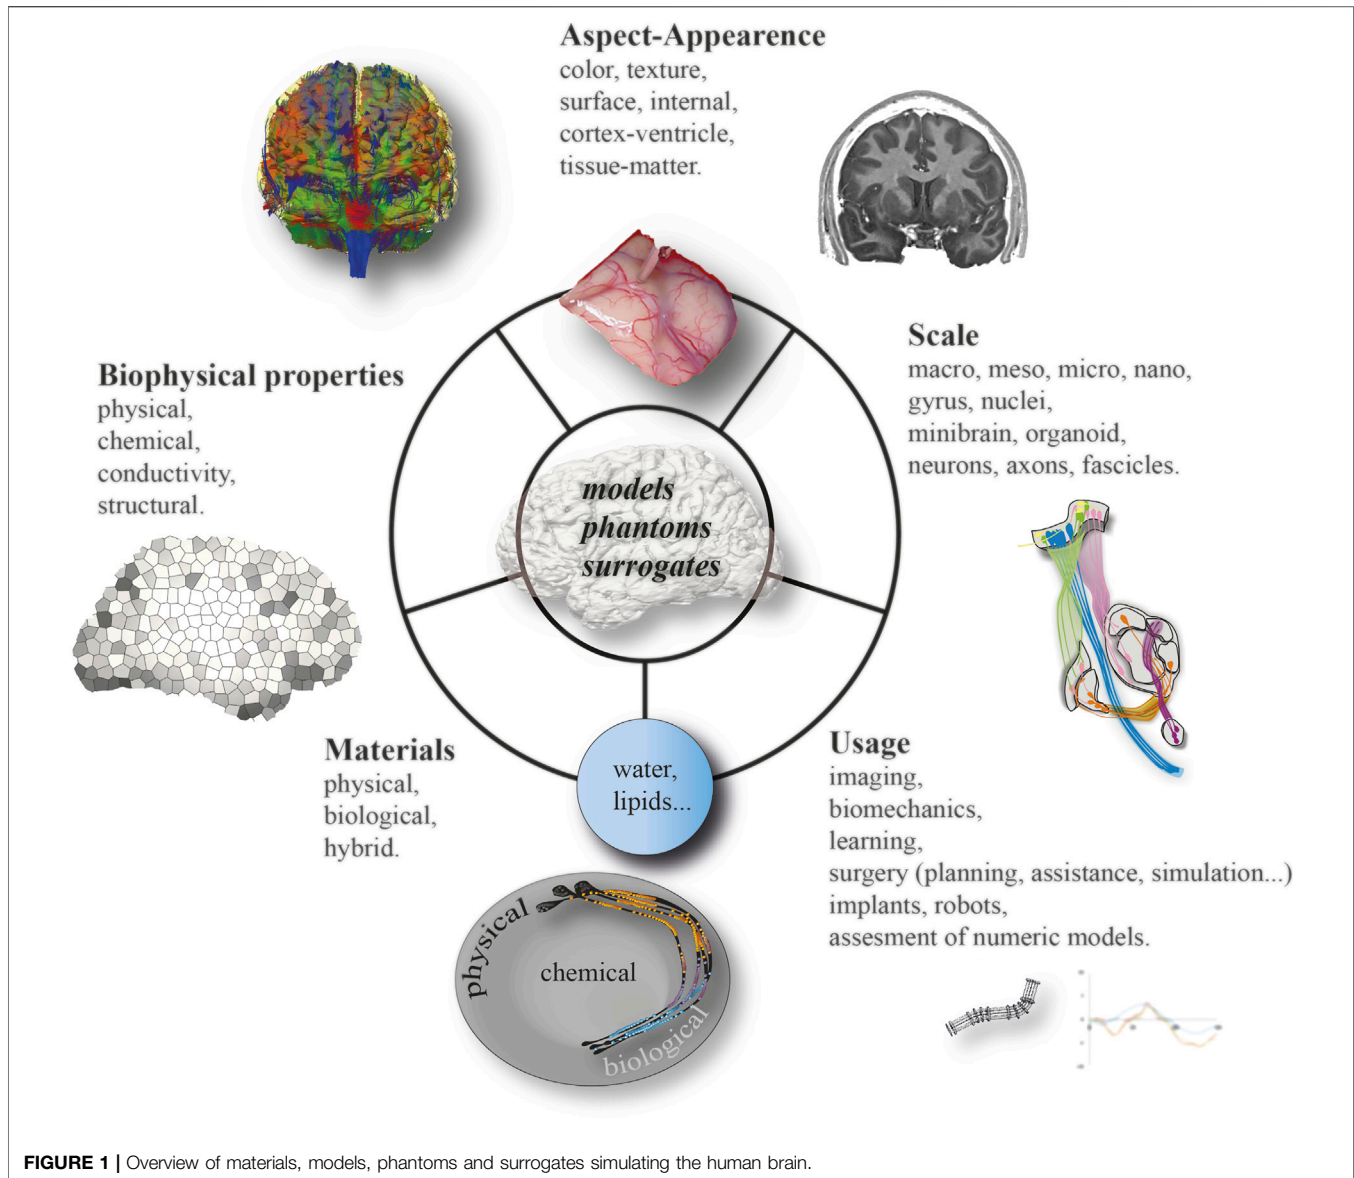 Aspect-Appearence
color, texture,
surface, internal,
cortex-ventricle,
tissue-matter.
Scale
macro, meso, micro, nano,
gyrus, nuclei,
minibrain, organoid,
neurons, axons, fascicles.
Biophysical properties
physical,
chemical,
conductivity,
structural.
models
phantoms
surrogates
Materials
physical,
biological,
hybrid.
water,
lipids...
Usage
imaging,
biomechanics,
learning,
surgery (planning, assistance, simulation...)
implants, robots,
assesment of numeric models.
physical
chemical
biological
FIGURE 1 | Overview of materials, models, phantoms and surrogates simulating the human brain.